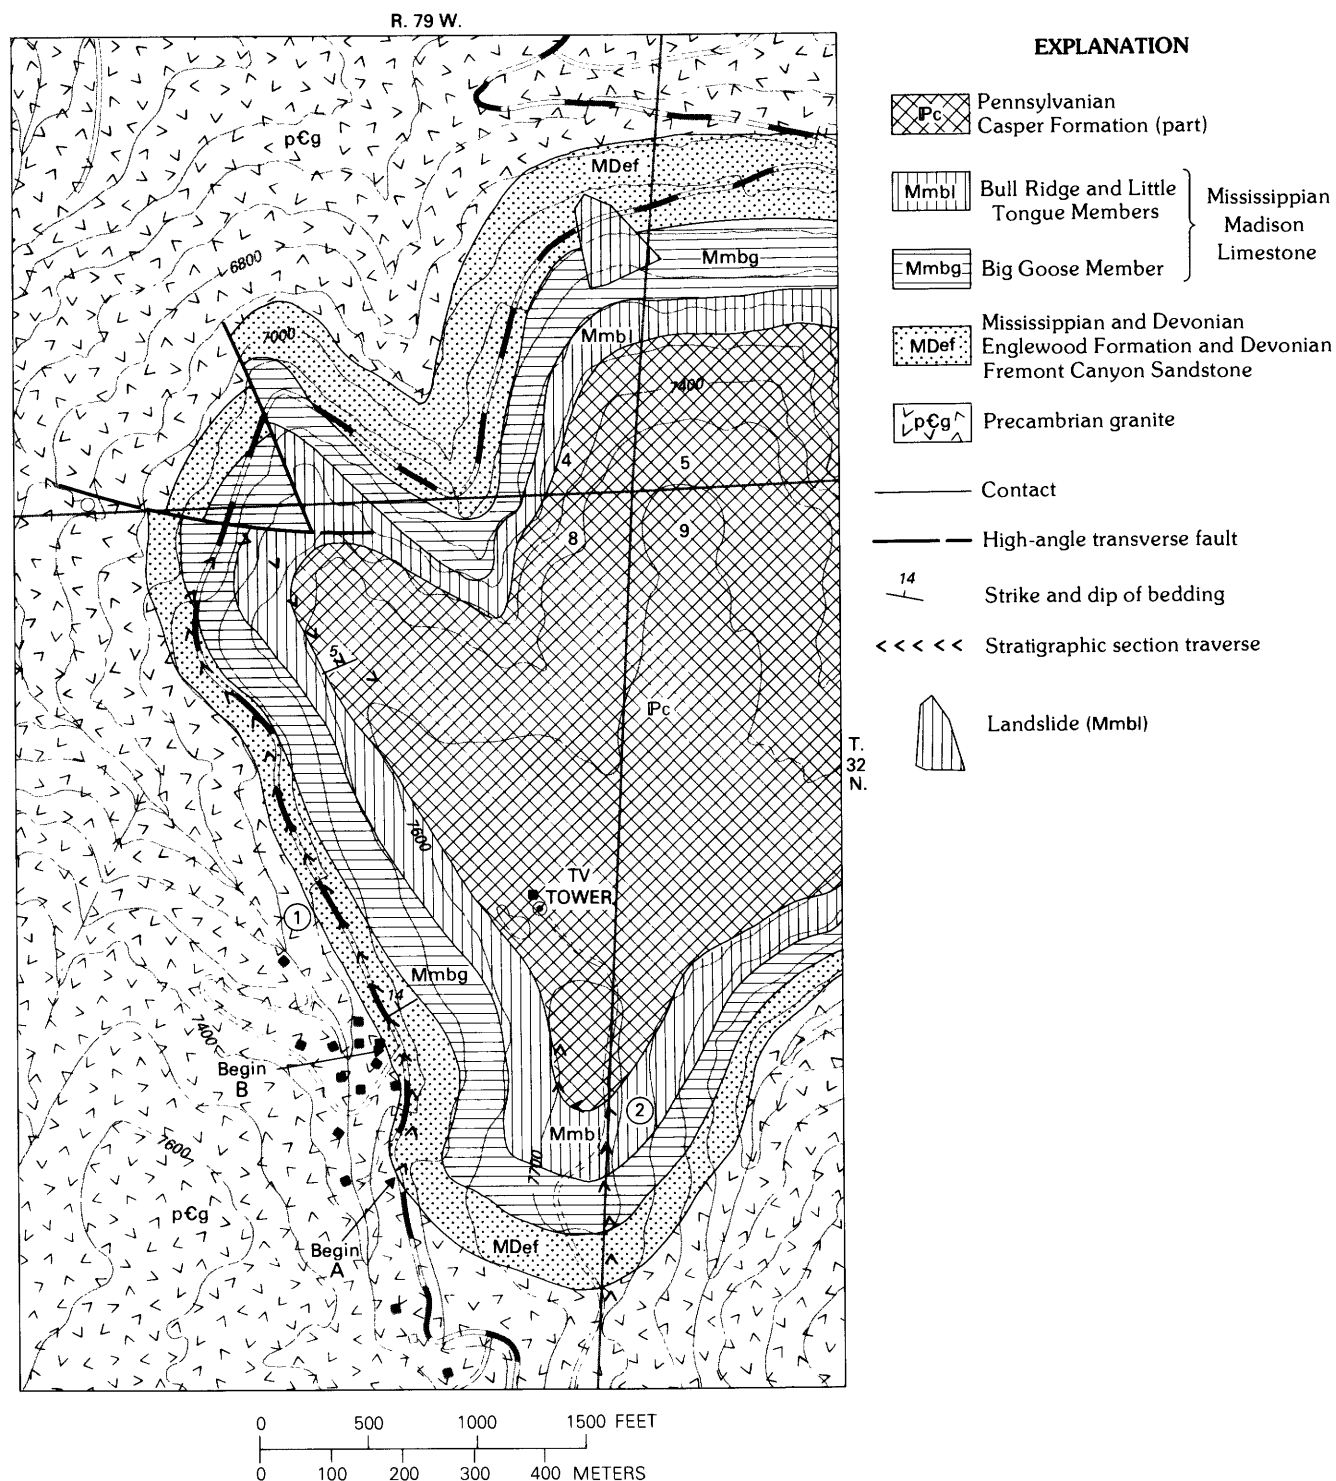 R. 79 W.
EXPLANATION
ℙc
Pennsylvanian
Casper Formation (part)
Mmbl
Bull Ridge and Little
Tongue Members
Mississippian
Madison
Limestone
Mmbg
Big Goose Member
MDef
Mississippian and Devonian
Englewood Formation and Devonian
Fremont Canyon Sandstone
p€g
Precambrian granite
Contact
High-angle transverse fault
14
Strike and dip of bedding
Stratigraphic section traverse
Landslide (Mmbl)
p€g
MDef
6800
Mmbg
7000
Mmbl
7400
4
5
8
9
5
ℙc
T.
32
N.
7600
TV
TOWER
1
Mmbg
14
7400
Begin
B
2
Mmbl
7600
7700
p€g
MDef
Begin
A
0 500 1000 1500 FEET
0 100 200 300 400 METERS